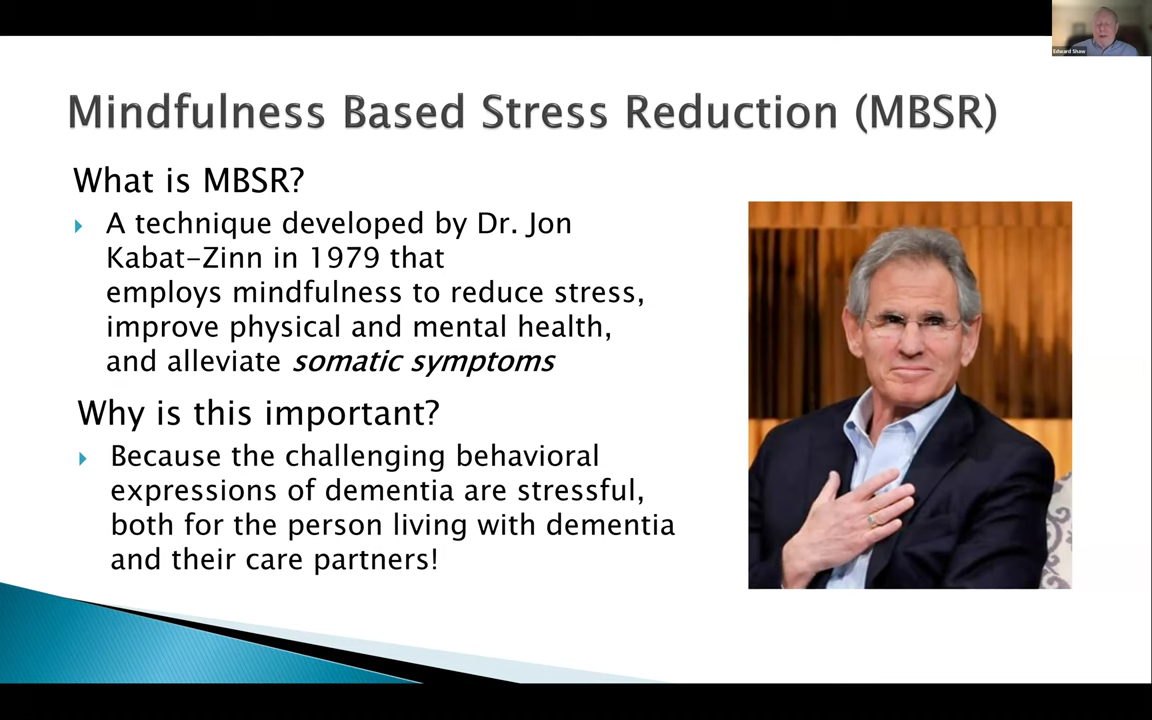 Edward Shaw
Mindfulness Based Stress Reduction (MBSR)
What is MBSR?
A technique developed by Dr. Jon
Kabat-Zinn in 1979 that
employs mindfulness to reduce stress,
improve physical and mental health,
and alleviate somatic symptoms
Why is this important?
Because the challenging behavioral
expressions of dementia are stressful,
both for the person living with dementia
and their care partners!